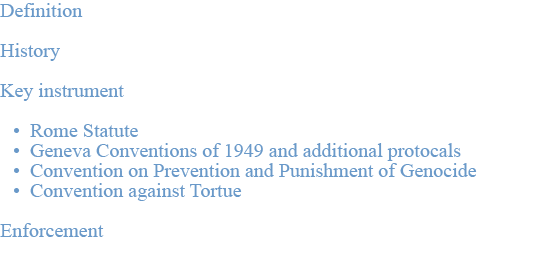 Definition
History
Key instrument
• Rome Statute
• Geneva Conventions of 1949 and additional protocals
• Convention on Prevention and Punishment of Genocide
• Convention against Tortue
Enforcement